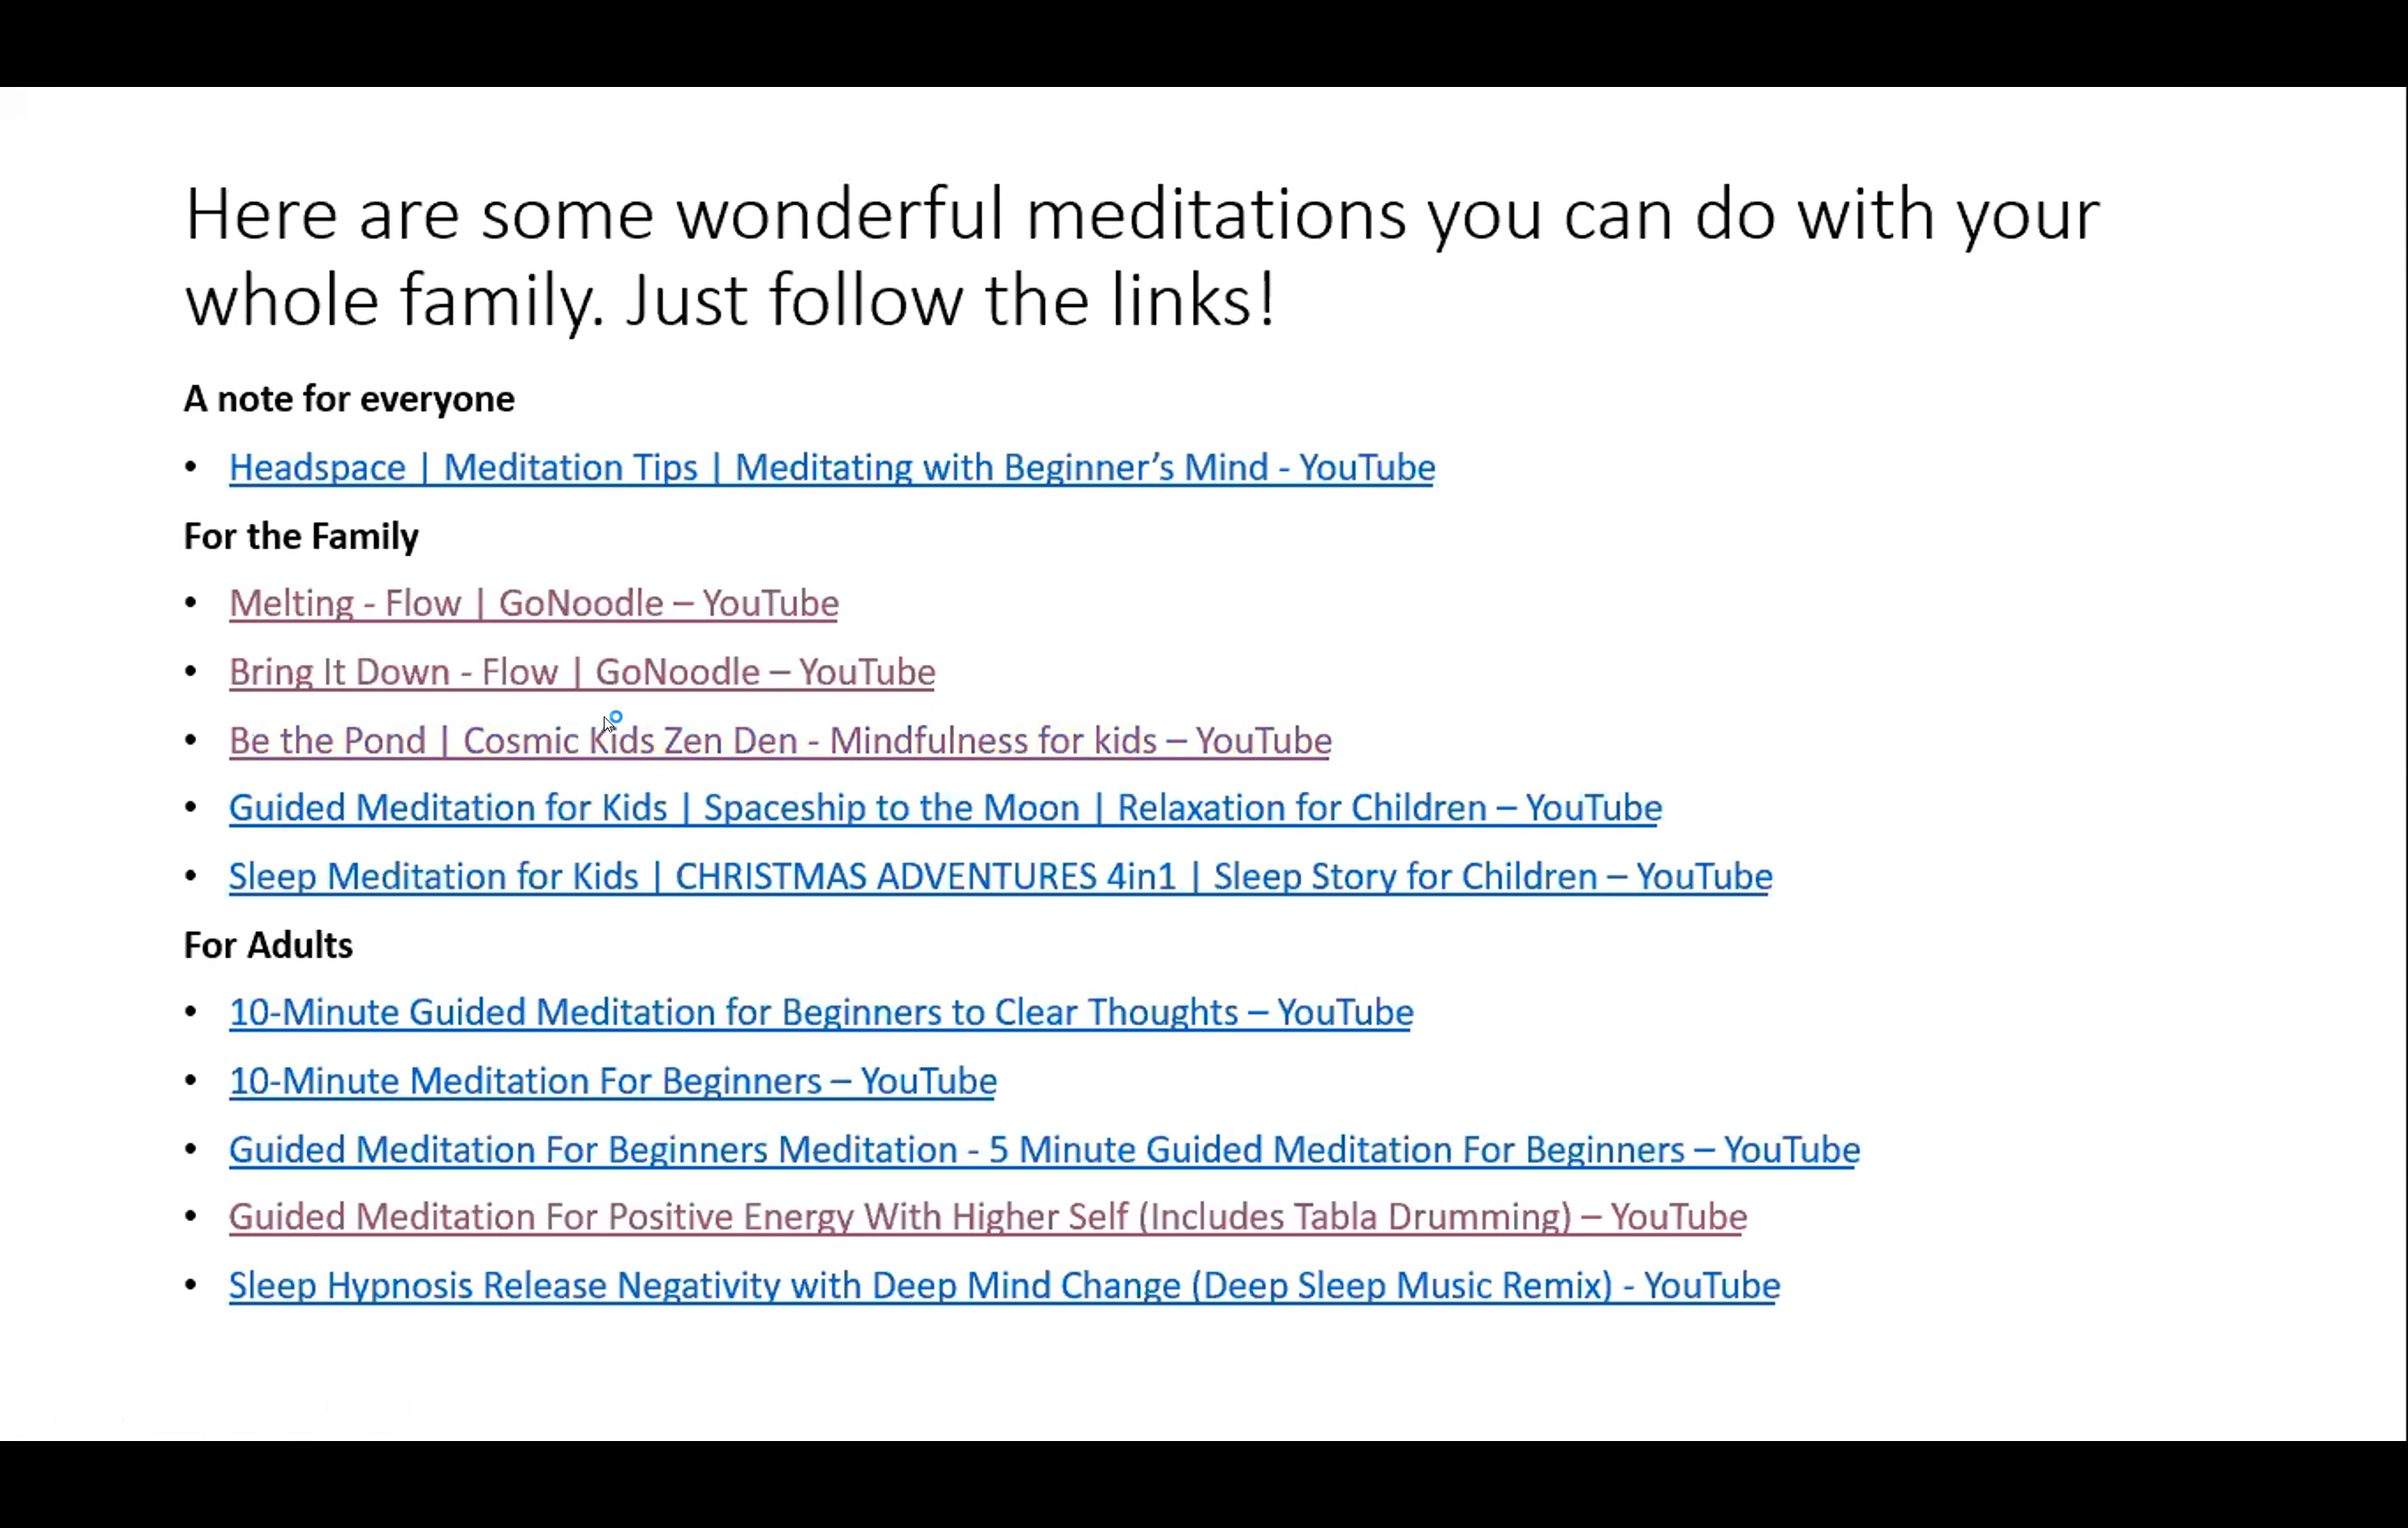 Here are some wonderful meditations you can do with your
whole family. Just follow the links!
A note for everyone
• Headspace | Meditation Tips | Meditating with Beginner’s Mind - YouTube
For the Family
• Melting - Flow | GoNoodle – YouTube
• Bring It Down - Flow | GoNoodle – YouTube
• Be the Pond | Cosmic Kids Zen Den - Mindfulness for kids – YouTube
• Guided Meditation for Kids | Spaceship to the Moon | Relaxation for Children – YouTube
• Sleep Meditation for Kids | CHRISTMAS ADVENTURES 4in1 | Sleep Story for Children – YouTube
For Adults
• 10-Minute Guided Meditation for Beginners to Clear Thoughts – YouTube
• 10-Minute Meditation For Beginners – YouTube
• Guided Meditation For Beginners Meditation - 5 Minute Guided Meditation For Beginners – YouTube
• Guided Meditation For Positive Energy With Higher Self (Includes Tabla Drumming) – YouTube
• Sleep Hypnosis Release Negativity with Deep Mind Change (Deep Sleep Music Remix) - YouTube